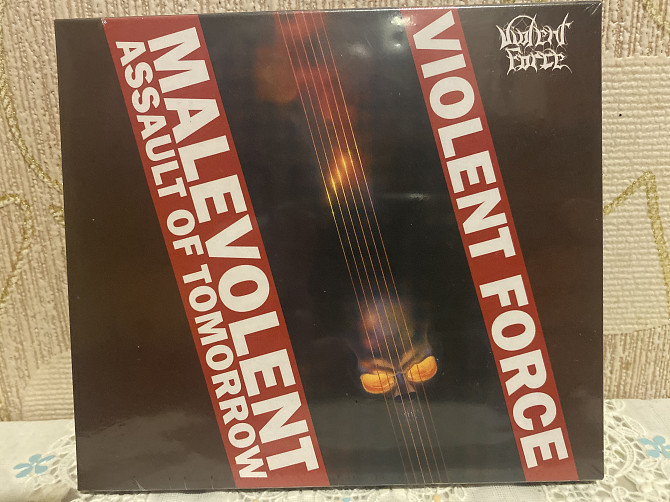 Violent
Force
VIOLENT FORCE
MALEVOLENT
ASSAULT OF TOMORROW